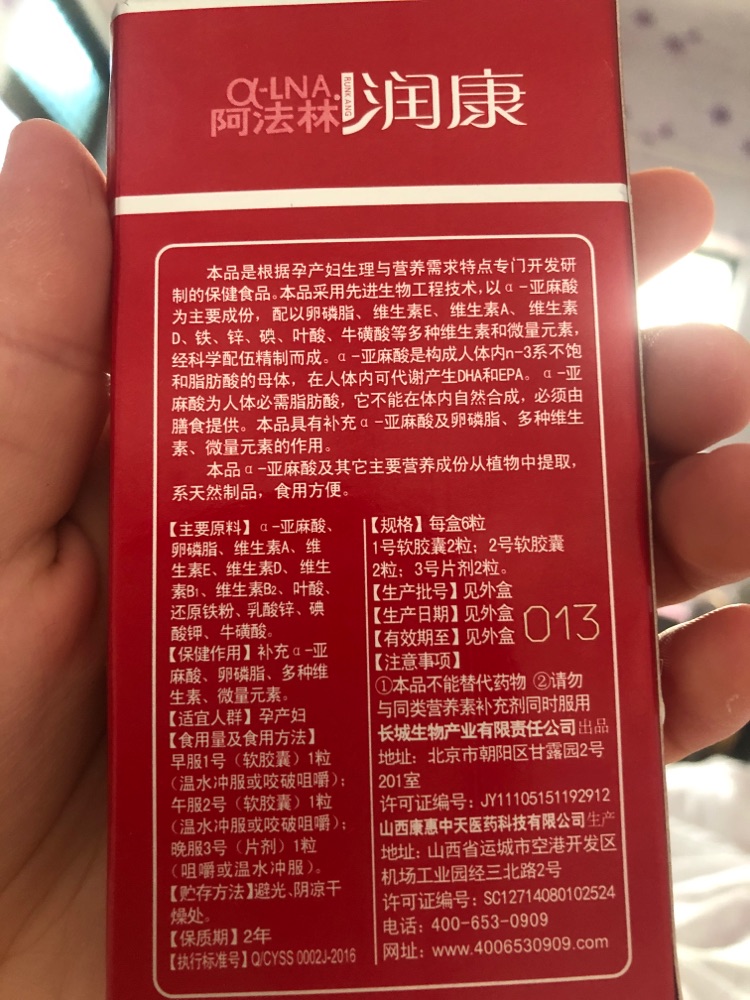 α-LNA®
阿法林
RUNKANG
润康
本品是根据孕产妇生理与营养需求特点专门开发研
制的保健食品。本品采用先进生物工程技术，以α-亚麻酸
为主要成份，配以卵磷脂、维生素E、维生素A、维生素
D、铁、锌、碘、叶酸、牛磺酸等多种维生素和微量元素，
经科学配伍精制而成。α-亚麻酸是构成人体内n-3系不饱
和脂肪酸的母体，在人体内可代谢产生DHA和EPA。α-亚
麻酸为人体必需脂肪酸，它不能在体内自然合成，必须由
膳食提供。本品具有补充α-亚麻酸及卵磷脂、多种维生
素、微量元素的作用。
本品α-亚麻酸及其它主要营养成份从植物中提取，
系天然制品，食用方便。
【主要原料】α-亚麻酸、
卵磷脂、维生素A、维
生素E、维生素D、维生
素B₁、维生素B₂、叶酸、
还原铁粉、乳酸锌、碘
酸钾、牛磺酸。
【保健作用】补充α-亚
麻酸、卵磷脂、多种维
生素、微量元素。
【适宜人群】孕产妇
【食用量及食用方法】
早服1号（软胶囊）1粒
（温水冲服或咬破咀嚼）；
午服2号（软胶囊）1粒
（温水冲服或咬破咀嚼）；
晚服3号（片剂）1粒
（咀嚼或温水冲服）。
【贮存方法】避光、阴凉干
燥处。
【保质期】2年
【执行标准号】Q/CYSS 0002J-2016
【规格】每盒6粒
1号软胶囊2粒；2号软胶囊
2粒；3号片剂2粒。
【生产批号】见外盒
【生产日期】见外盒
【有效期至】见外盒
013
【注意事项】
①本品不能替代药物 ②请勿
与同类营养素补充剂同时服用
长城生物产业有限责任公司出品
地址：北京市朝阳区甘露园2号
201室
许可证编号：JY11105151192912
山西康惠中天医药科技有限公司生产
地址：山西省运城市空港开发区
机场工业园经三北路2号
许可证编号：SC12714080102524
电话：400-653-0909
网址：www.4006530909.com